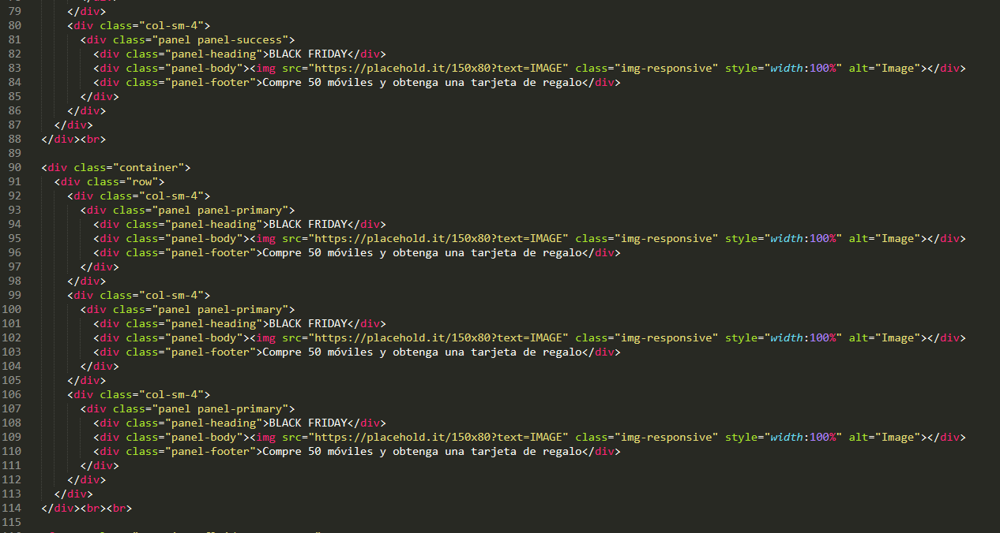 79 </div>
80 <div class="col-sm-4">
81 <div class="panel panel-success">
82 <div class="panel-heading">BLACK FRIDAY</div>
83 <div class="panel-body"><img src="https://placehold.it/150x80?text=IMAGE" class="img-responsive" style="width:100%" alt="Image"></div>
84 <div class="panel-footer">Compre 50 móviles y obtenga una tarjeta de regalo</div>
85 </div>
86 </div>
87 </div>
88 </div><br>
89
90 <div class="container">
91 <div class="row">
92 <div class="col-sm-4">
93 <div class="panel panel-primary">
94 <div class="panel-heading">BLACK FRIDAY</div>
95 <div class="panel-body"><img src="https://placehold.it/150x80?text=IMAGE" class="img-responsive" style="width:100%" alt="Image"></div>
96 <div class="panel-footer">Compre 50 móviles y obtenga una tarjeta de regalo</div>
97 </div>
98 </div>
99 <div class="col-sm-4">
100 <div class="panel panel-primary">
101 <div class="panel-heading">BLACK FRIDAY</div>
102 <div class="panel-body"><img src="https://placehold.it/150x80?text=IMAGE" class="img-responsive" style="width:100%" alt="Image"></div>
103 <div class="panel-footer">Compre 50 móviles y obtenga una tarjeta de regalo</div>
104 </div>
105 </div>
106 <div class="col-sm-4">
107 <div class="panel panel-primary">
108 <div class="panel-heading">BLACK FRIDAY</div>
109 <div class="panel-body"><img src="https://placehold.it/150x80?text=IMAGE" class="img-responsive" style="width:100%" alt="Image"></div>
110 <div class="panel-footer">Compre 50 móviles y obtenga una tarjeta de regalo</div>
111 </div>
112 </div>
113 </div>
114 </div><br><br>
115